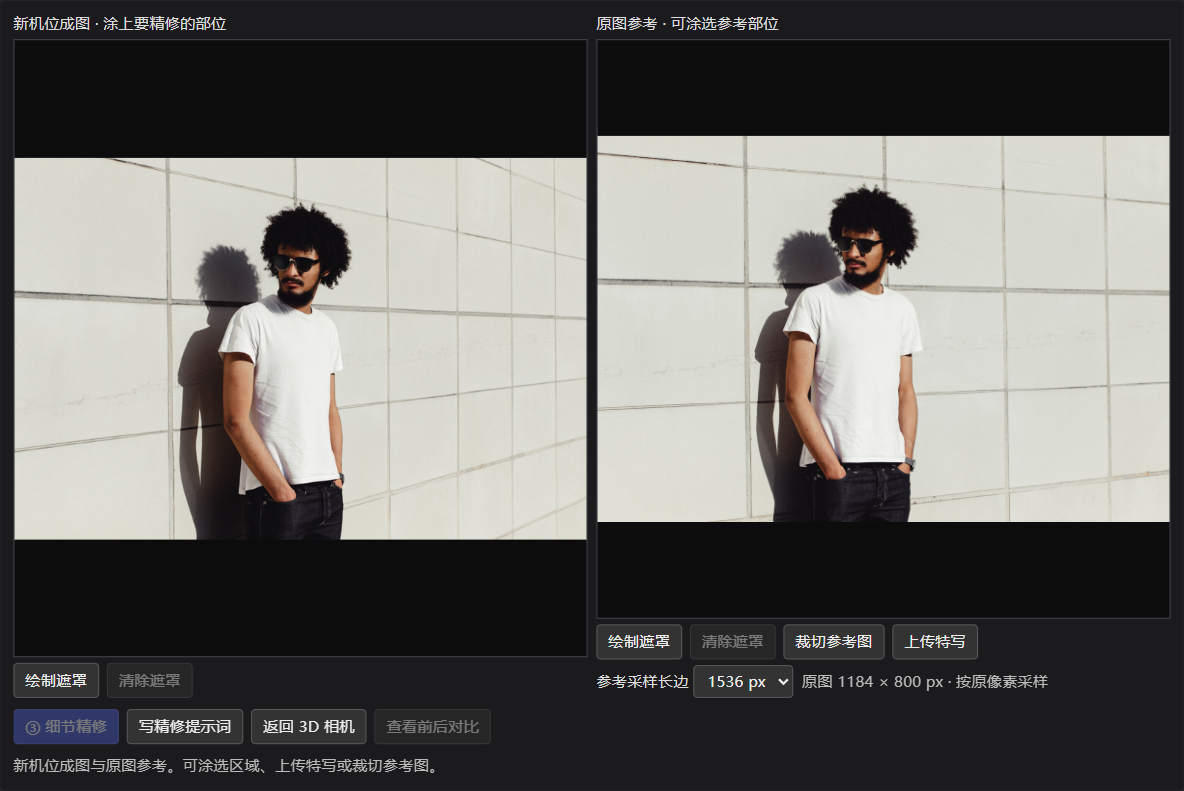 新机位成图 · 涂上要精修的部位
原图参考 · 可涂选参考部位
绘制遮罩 清除遮罩 裁切参考图 上传特写
参考采样长边 1536 px 原图 1184 × 800 px · 按原像素采样
绘制遮罩 清除遮罩
③ 细节精修 写精修提示词 返回 3D 相机 查看前后对比
新机位成图与原图参考。可涂选区域、上传特写或裁切参考图。